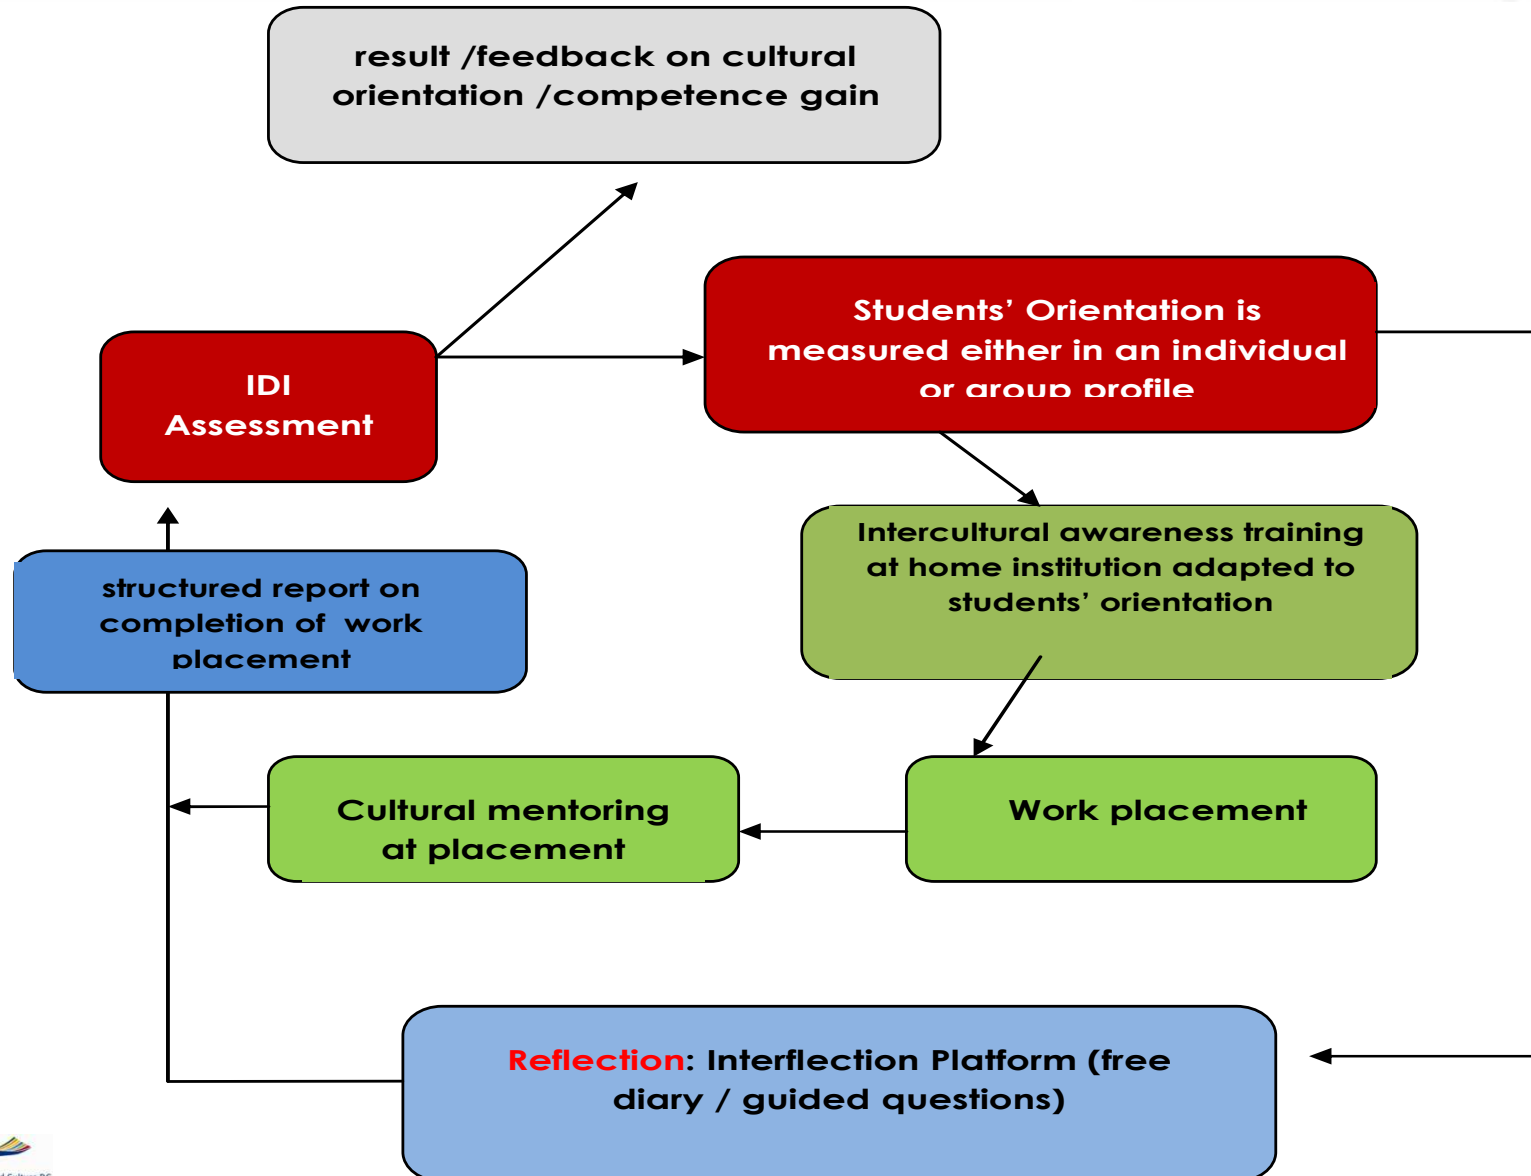 result /feedback on cultural
orientation /competence gain
Students’ Orientation is
measured either in an individual
or group profile
IDI
Assessment
Intercultural awareness training
at home institution adapted to
students’ orientation
structured report on
completion of work
placement
Cultural mentoring
at placement
Work placement
Reflection: Interflection Platform (free
diary / guided questions)